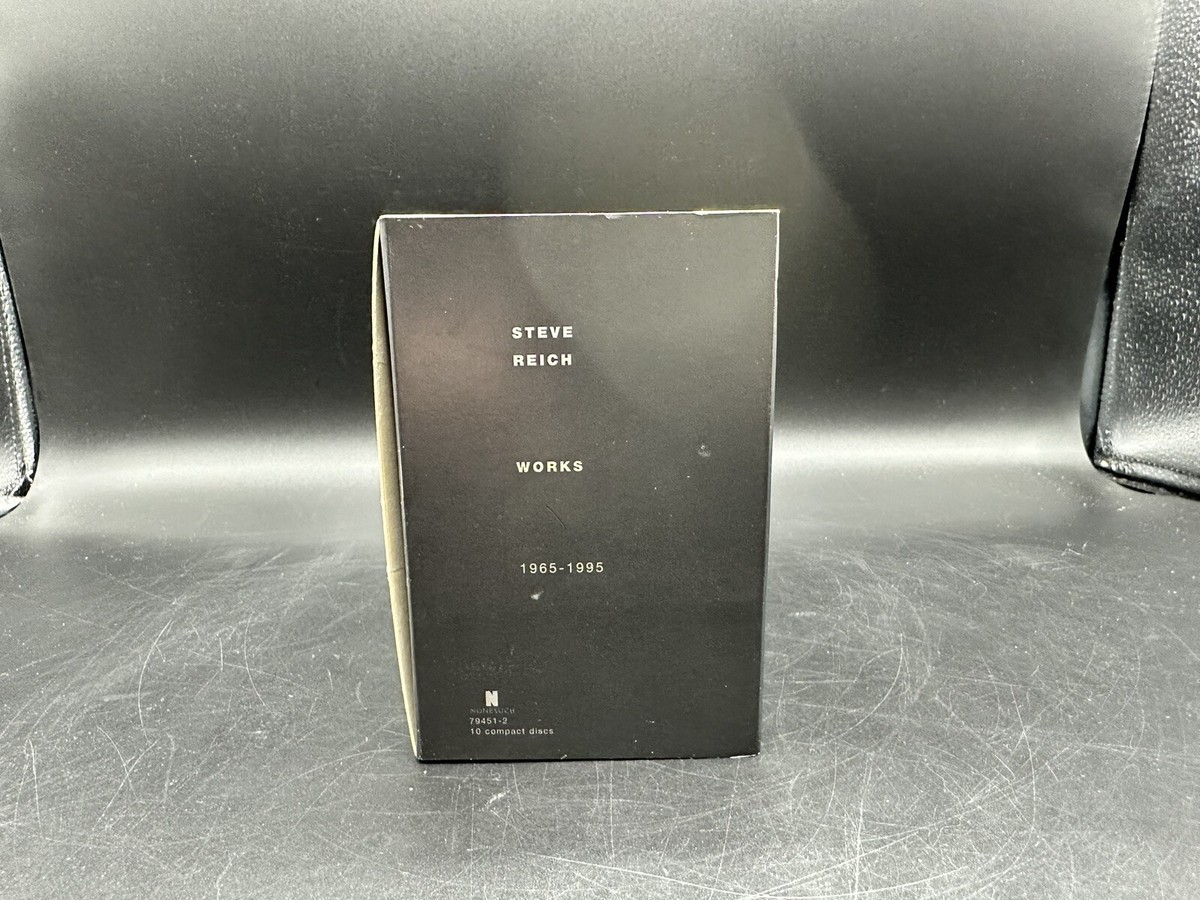 STEVE
REICH
WORKS
1965-1995
N
NONESUCH
79451-2
10 compact discs